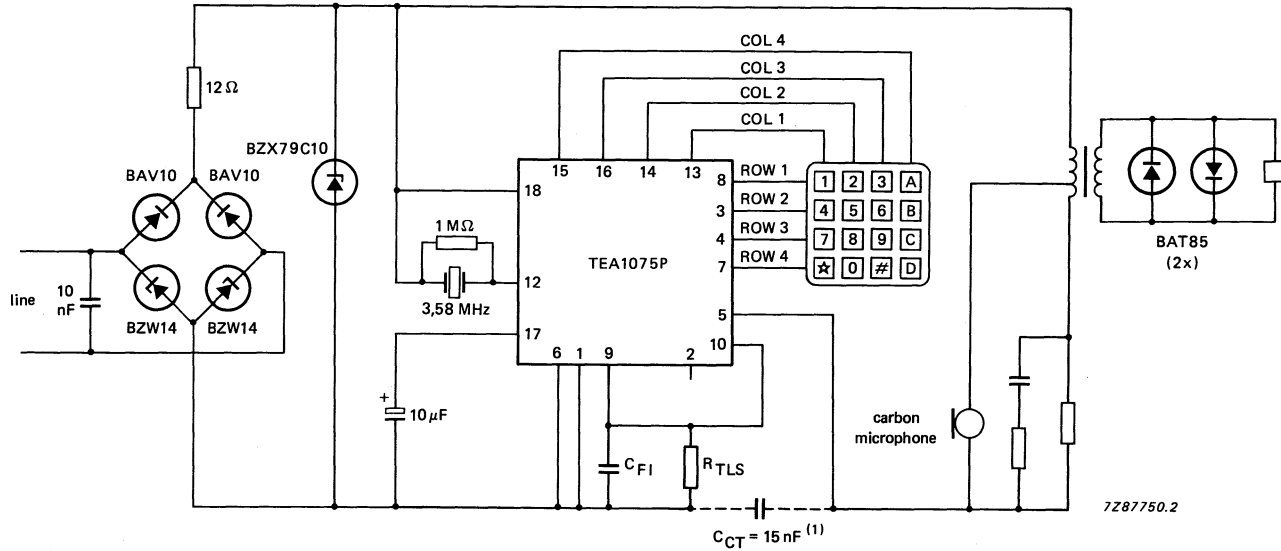 COL 4
COL 3
COL 2
COL 1
12 Ω
BZX79C10
BAV10 BAV10
15 16 14 13
18
8 ROW 1
3 ROW 2
4 ROW 3
7 ROW 4
1 2 3 A
4 5 6 B
7 8 9 C
☆ 0 # D
1 MΩ
TEA1075P
12
3,58 MHz
BAT85
(2x)
line
10
nF
BZW14 BZW14
17
5
10
6 1 9 2
+
10 μF
carbon
microphone
CFI
RTLS
CCT = 15 nF (1)
7Z87750.2